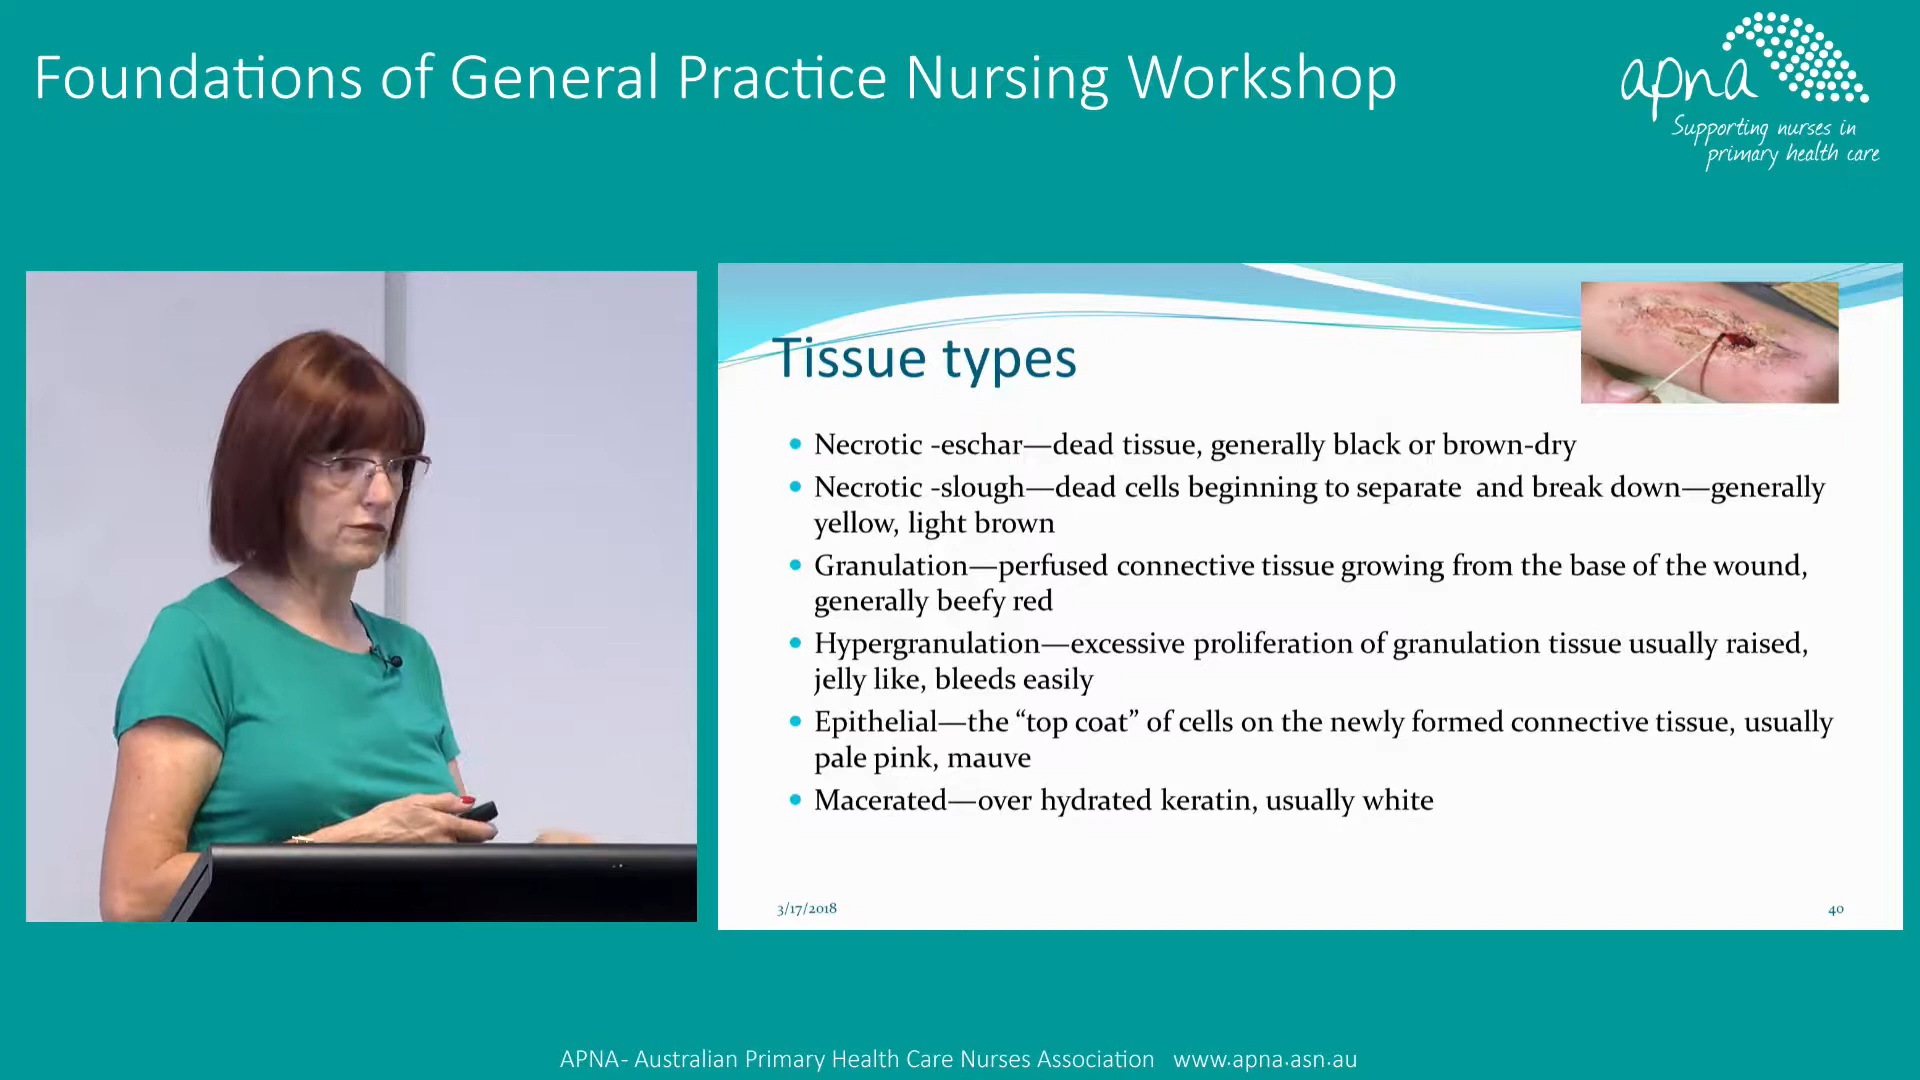 Foundations of General Practice Nursing Workshop
apna
Supporting nurses in
primary health care
Tissue types
• Necrotic -eschar—dead tissue, generally black or brown-dry
• Necrotic -slough—dead cells beginning to separate and break down—generally
yellow, light brown
• Granulation—perfused connective tissue growing from the base of the wound,
generally beefy red
• Hypergranulation—excessive proliferation of granulation tissue usually raised,
jelly like, bleeds easily
• Epithelial—the “top coat” of cells on the newly formed connective tissue, usually
pale pink, mauve
• Macerated—over hydrated keratin, usually white
3/17/2018
40
APNA- Australian Primary Health Care Nurses Association www.apna.asn.au